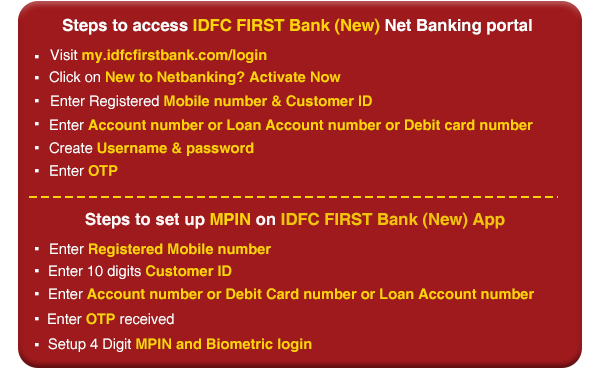 Steps to access IDFC FIRST Bank (New) Net Banking portal
▪ Visit my.idfcfirstbank.com/login
▪ Click on New to Netbanking? Activate Now
▪ Enter Registered Mobile number & Customer ID
▪ Enter Account number or Loan Account number or Debit card number
▪ Create Username & password
▪ Enter OTP
Steps to set up MPIN on IDFC FIRST Bank (New) App
▪ Enter Registered Mobile number
▪ Enter 10 digits Customer ID
▪ Enter Account number or Debit Card number or Loan Account number
▪ Enter OTP received
▪ Setup 4 Digit MPIN and Biometric login